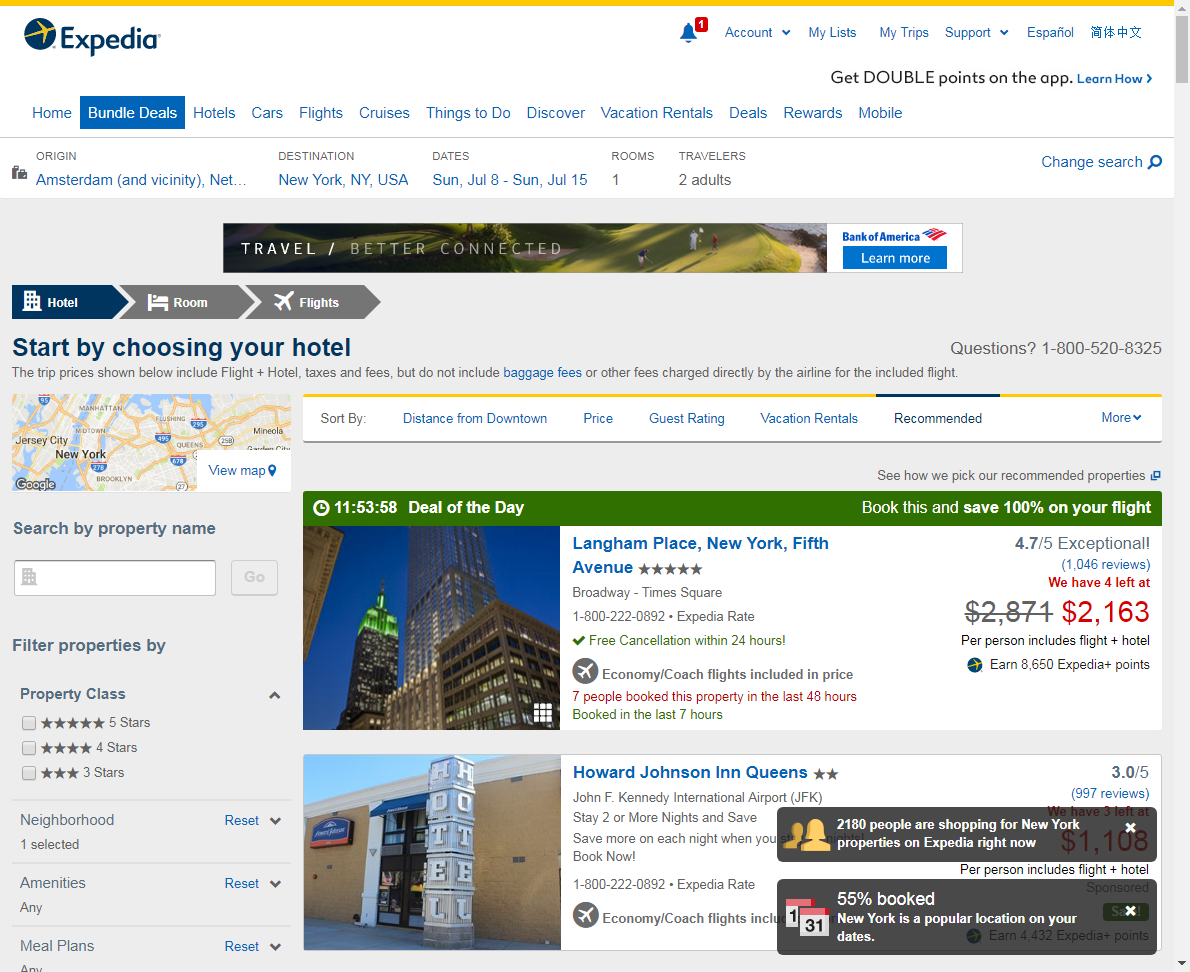 Expedia
1
Account
My Lists
My Trips
Support
Español
简体中文
Get DOUBLE points on the app. Learn How
Home
Bundle Deals
Hotels
Cars
Flights
Cruises
Things to Do
Discover
Vacation Rentals
Deals
Rewards
Mobile
ORIGIN
Amsterdam (and vicinity), Net...
DESTINATION
New York, NY, USA
DATES
Sun, Jul 8 - Sun, Jul 15
ROOMS
1
TRAVELERS
2 adults
Change search
TRAVEL / BETTER CONNECTED
Bank of America
Learn more
Hotel
Room
Flights
Start by choosing your hotel
Questions? 1-800-520-8325
The trip prices shown below include Flight + Hotel, taxes and fees, but do not include baggage fees or other fees charged directly by the airline for the included flight.
MANHATTAN
FLUSHING
95
295
Jersey City
MIDTOWN
495
25B
Mineola
New York
QUEENS
Garden City
278
678
BROOKLYN
27
Google
View map
Sort By:
Distance from Downtown
Price
Guest Rating
Vacation Rentals
Recommended
More
See how we pick our recommended properties
Search by property name
Go
Filter properties by
Property Class
★★★★★ 5 Stars
★★★★ 4 Stars
★★★ 3 Stars
Neighborhood
Reset
1 selected
Amenities
Reset
Any
Meal Plans
Reset
Any
11:53:58 Deal of the Day
Book this and save 100% on your flight
Langham Place, New York, Fifth
Avenue ★★★★★
Broadway - Times Square
1-800-222-0892 • Expedia Rate
Free Cancellation within 24 hours!
Economy/Coach flights included in price
7 people booked this property in the last 48 hours
Booked in the last 7 hours
4.7/5 Exceptional!
(1,046 reviews)
We have 4 left at
$2,871 $2,163
Per person includes flight + hotel
Earn 8,650 Expedia+ points
HOTEL
HOTEL
Howard Johnson
Howard Johnson Inn Queens ★★
John F. Kennedy International Airport (JFK)
Stay 2 or More Nights and Save
Save more on each night when you
Book Now!
1-800-222-0892 • Expedia Rate
Economy/Coach flights
3.0/5
(997 reviews)
We have 3 left at
$1,108
Per person includes flight + hotel
Sponsored
Earn 4,432 Expedia+ points
2180 people are shopping for New York
properties on Expedia right now
55% booked
1
31
New York is a popular location on your
dates.